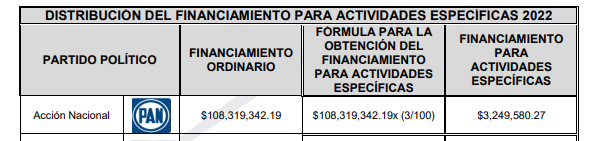 DISTRIBUCIÓN DEL FINANCIAMIENTO PARA ACTIVIDADES ESPECÌFICAS 2022
PARTIDO POLÍTICO
FINANCIAMIENTO
ORDINARIO
FÓRMULA PARA LA
OBTENCIÓN DEL
FINANCIAMIENTO
PARA ACTIVIDADES
ESPECÍFICAS
FINANCIAMIENTO
PARA
ACTIVIDADES
ESPECÍFICAS
Acción Nacional
PAN
$108,319,342.19
$108,319,342.19x (3/100)
$3,249,580.27